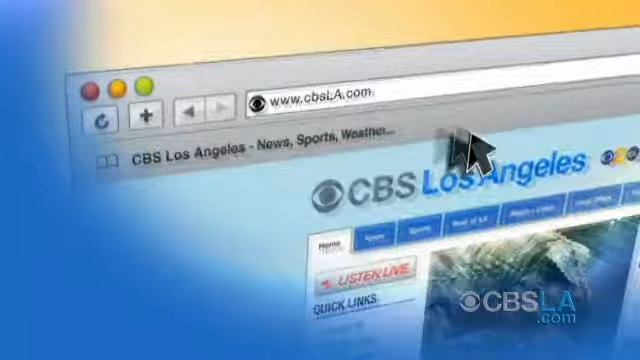 www.cbsLA.com
CBS Los Angeles - News, Sports, Weather...
CBS Los Angeles
Home
LISTEN LIVE
QUICK LINKS
CBSLA
.com